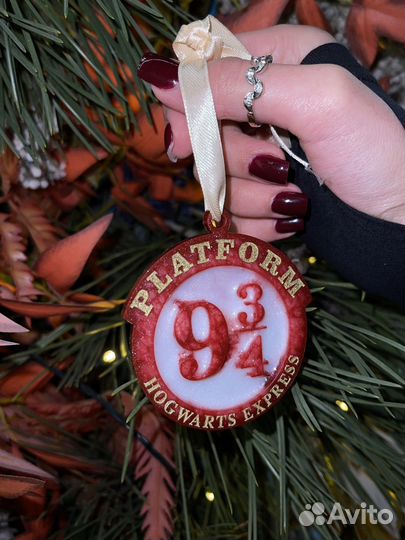 PLATFORM
9 3/4
HOGWARTS EXPRESS
Avito